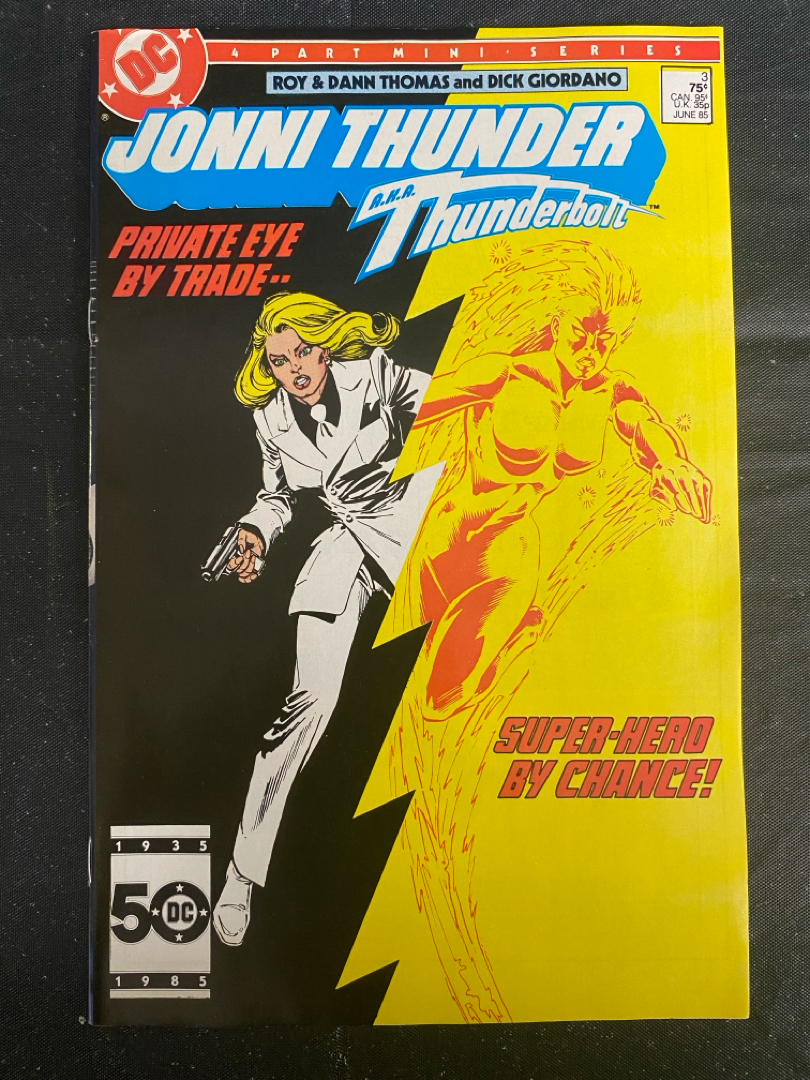 DC
4 PART MINI-SERIES
ROY & DANN THOMAS and DICK GIORDANO
3
75¢
CAN. 95¢
U.K. 35p
JUNE 85
®
JONNI THUNDER
A.K.A.
Thunderbolt™
PRIVATE EYE
BY TRADE--
SUPER-HERO
BY CHANCE!
1935
50 DC
1985